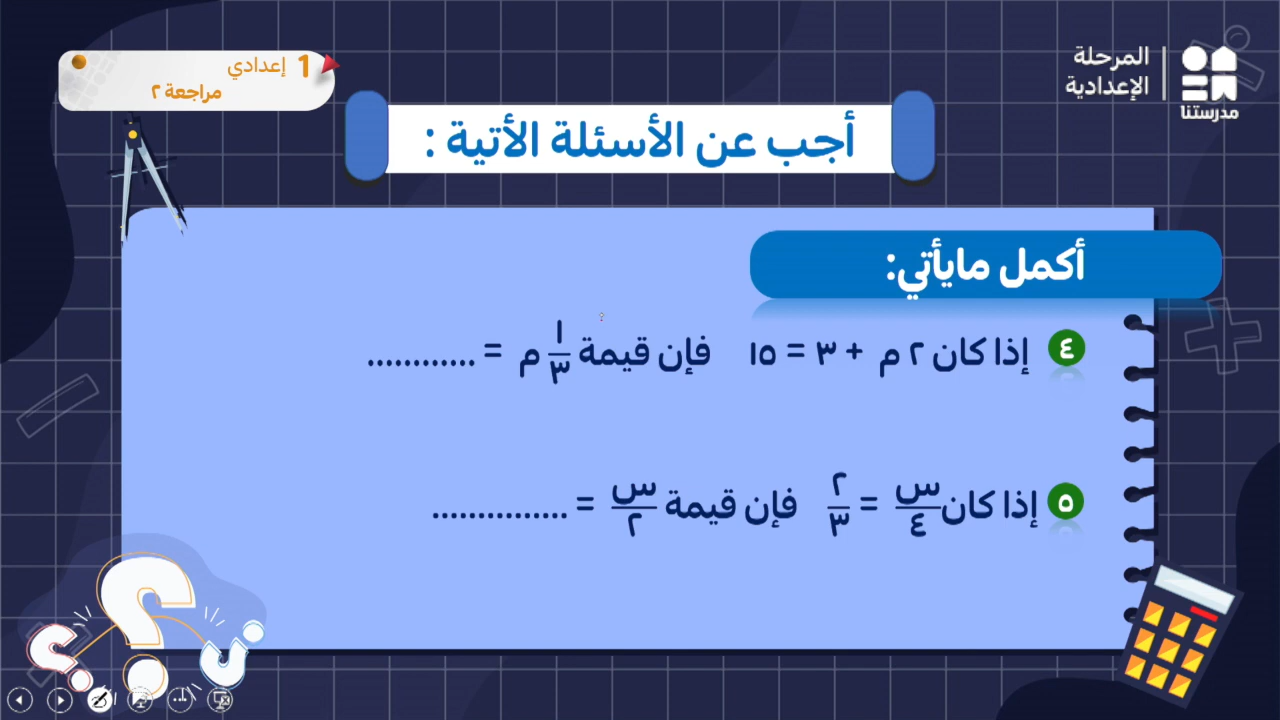 المرحلة
الإعدادية
مدرستنا
1 إعدادي
مراجعة ٢
أجب عن الأسئلة الأتية :
أكمل مايأتي:
٤ إذا كان ٢ م + ٣ = ١٥ فإن قيمة ١/٣ م = ............
٥ إذا كان س/٤ = ٢/٣ فإن قيمة س/٢ = ...............